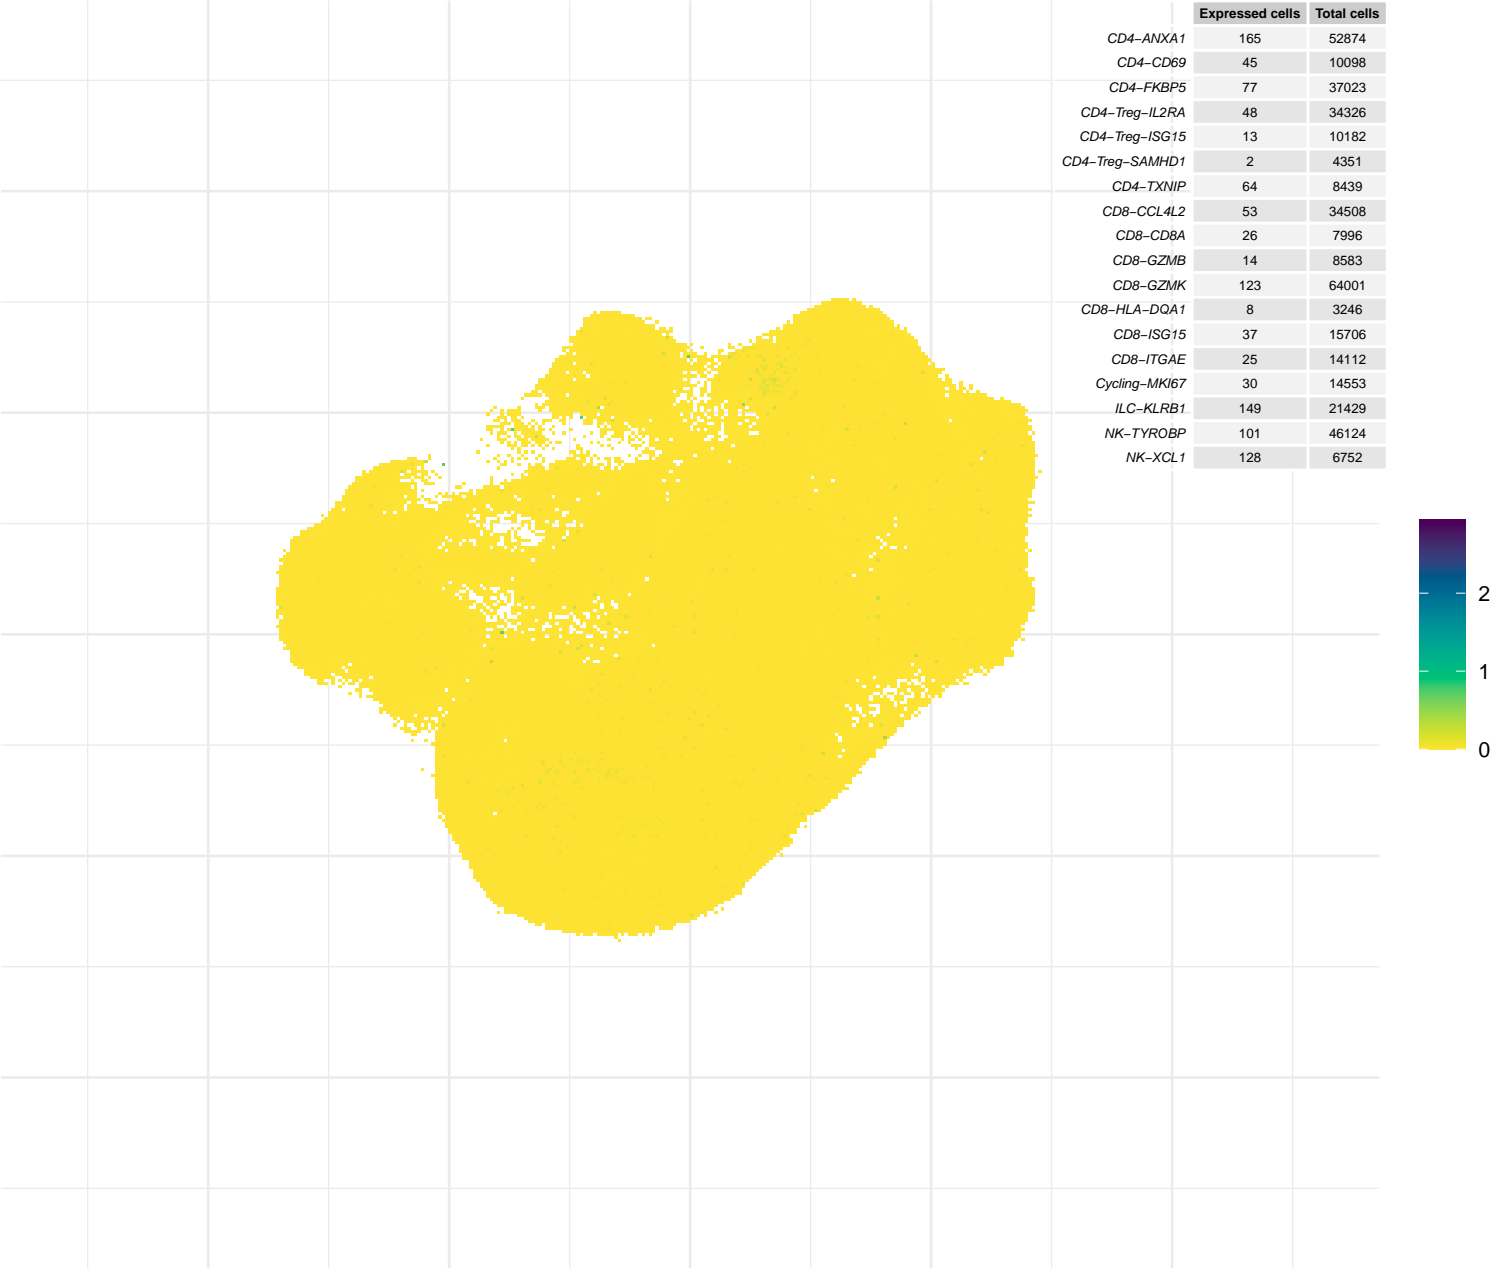 Expressed cells Total cells
CD4−ANXA1 165 52874
CD4−CD69 45 10098
CD4−FKBP5 77 37023
CD4−Treg−IL2RA 48 34326
CD4−Treg−ISG15 13 10182
CD4−Treg−SAMHD1 2 4351
CD4−TXNIP 64 8439
CD8−CCL4L2 53 34508
CD8−CD8A 26 7996
CD8−GZMB 14 8583
CD8−GZMK 123 64001
CD8−HLA−DQA1 8 3246
CD8−ISG15 37 15706
CD8−ITGAE 25 14112
Cycling−MKI67 30 14553
ILC−KLRB1 149 21429
NK−TYROBP 101 46124
NK−XCL1 128 6752
2
1
0